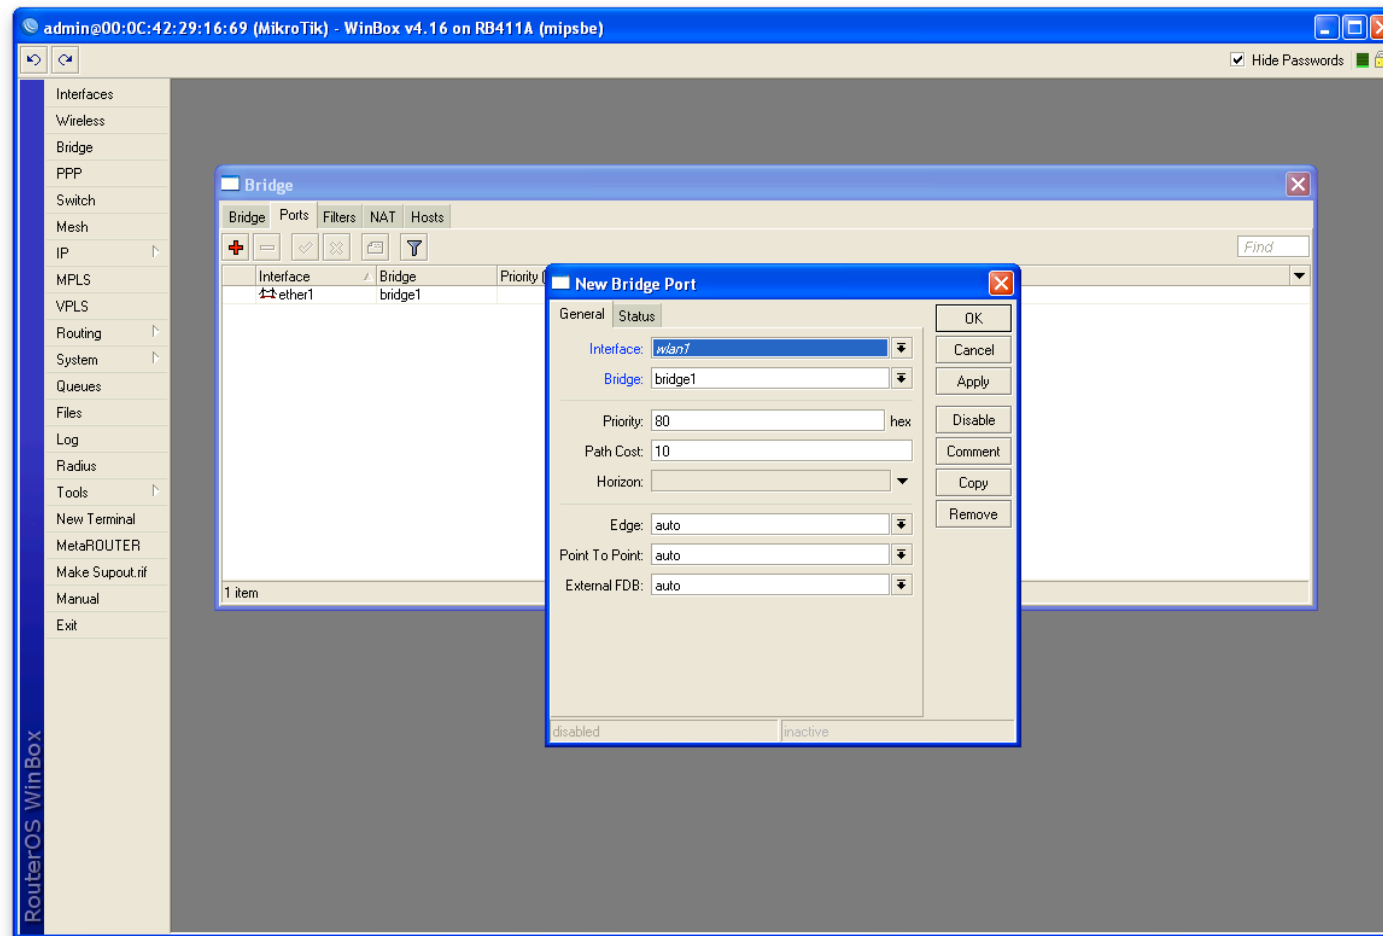 admin@00:0C:42:29:16:69 (MikroTik) - WinBox v4.16 on RB411A (mipsbe)
Hide Passwords
Interfaces
Wireless
Bridge
PPP
Switch
Mesh
IP
MPLS
VPLS
Routing
System
Queues
Files
Log
Radius
Tools
New Terminal
MetaROUTER
Make Supout.rif
Manual
Exit
RouterOS WinBox
Bridge
Bridge Ports Filters NAT Hosts
Find
Interface Bridge Priority (
ether1 bridge1
1 item
New Bridge Port
General Status
Interface: wlan1
Bridge: bridge1
Priority: 80 hex
Path Cost: 10
Horizon:
Edge: auto
Point To Point: auto
External FDB: auto
OK
Cancel
Apply
Disable
Comment
Copy
Remove
disabled inactive